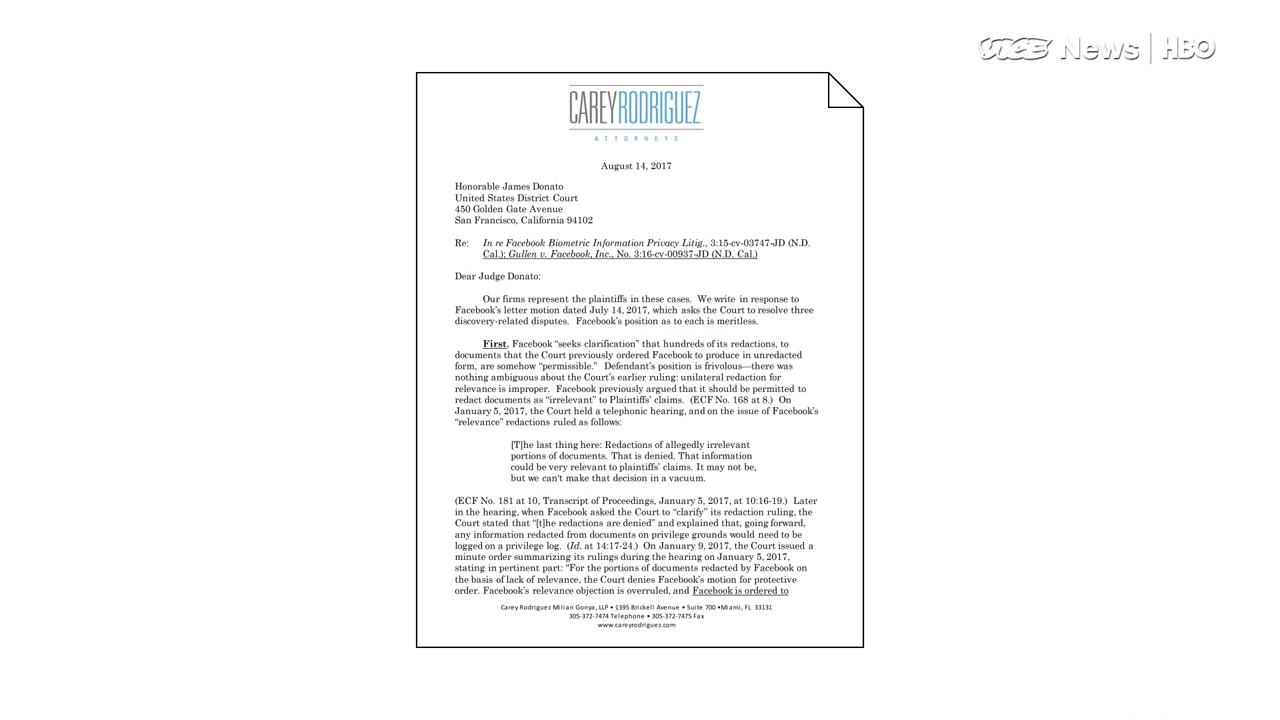 VICE News | HBO
CAREYRODRIGUEZ
ATTORNEYS
August 14, 2017
Honorable James Donato
United States District Court
450 Golden Gate Avenue
San Francisco, California 94102
Re: In re Facebook Biometric Information Privacy Litig., 3:15-cv-03747-JD (N.D.
Cal.); Gullen v. Facebook, Inc., No. 3:16-cv-00937-JD (N.D. Cal.)
Dear Judge Donato:
Our firms represent the plaintiffs in these cases. We write in response to
Facebook's letter motion dated July 14, 2017, which asks the Court to resolve three
discovery-related disputes. Facebook's position as to each is meritless.
First, Facebook “seeks clarification” that hundreds of its redactions, to
documents that the Court previously ordered Facebook to produce in unredacted
form, are somehow “permissible.” Defendant's position is frivolous—there was
nothing ambiguous about the Court's earlier ruling: unilateral redaction for
relevance is improper. Facebook previously argued that it should be permitted to
redact documents as “irrelevant” to Plaintiffs' claims. (ECF No. 168 at 8.) On
January 5, 2017, the Court held a telephonic hearing, and on the issue of Facebook's
“relevance” redactions ruled as follows:
[T]he last thing here: Redactions of allegedly irrelevant
portions of documents. That is denied. That information
could be very relevant to plaintiffs' claims. It may not be,
but we can't make that decision in a vacuum.
(ECF No. 181 at 10, Transcript of Proceedings, January 5, 2017, at 10:16-19.) Later
in the hearing, when Facebook asked the Court to “clarify” its redaction ruling, the
Court stated that “[t]he redactions are denied” and explained that, going forward,
any information redacted from documents on privilege grounds would need to be
logged on a privilege log. (Id. at 14:17-24.) On January 9, 2017, the Court issued a
minute order summarizing its rulings during the hearing on January 5, 2017,
stating in pertinent part: “For the portions of documents redacted by Facebook on
the basis of lack of relevance, the Court denies Facebook's motion for protective
order. Facebook's relevance objection is overruled, and Facebook is ordered to
Carey Rodriguez Milian Gonya, LLP • 1395 Brickell Avenue • Suite 700 •Miami, FL 33131
305-372-7474 Telephone • 305-372-7475 Fax
www.careyrodriguez.com